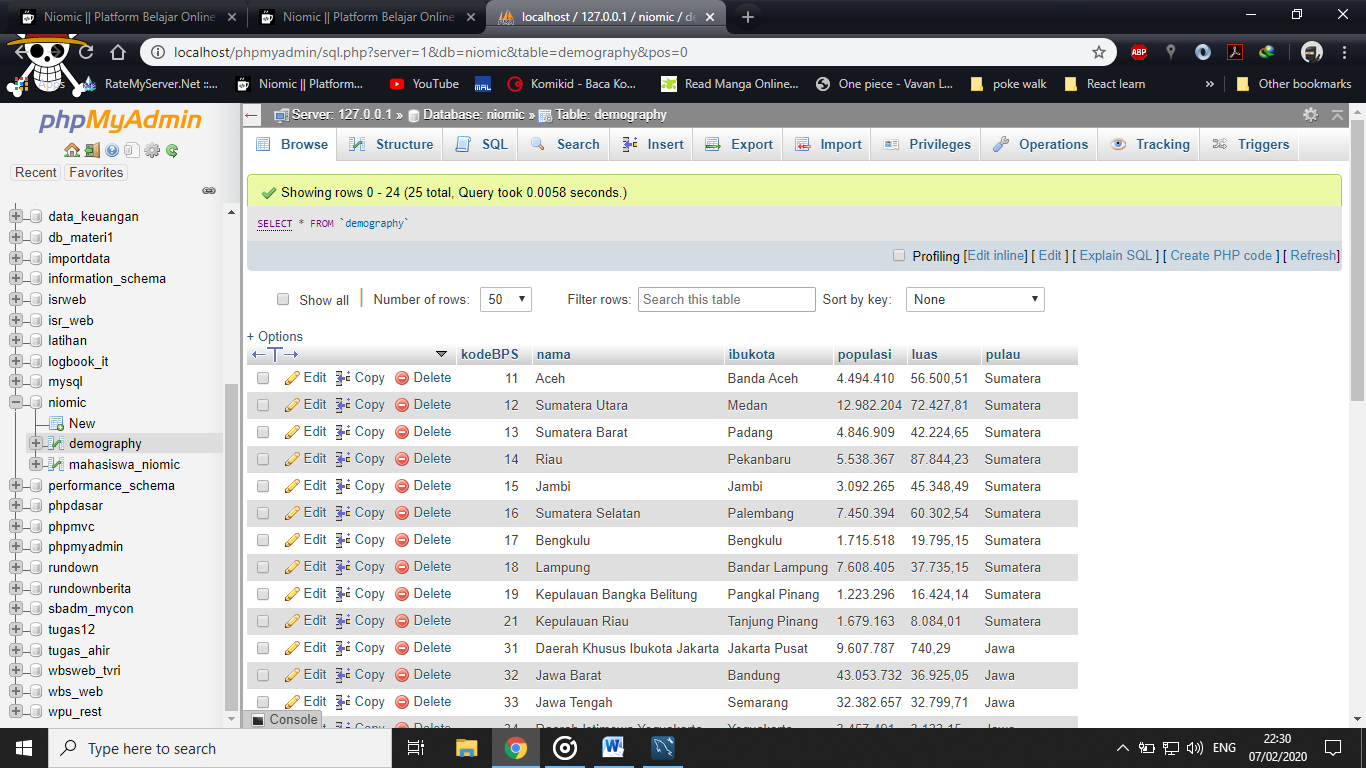 Niomic || Platform Belajar Online
Niomic || Platform Belajar Online
localhost / 127.0.0.1 / niomic / de
localhost/phpmyadmin/sql.php?server=1&db=niomic&table=demography&pos=0
ABP
Apps
RateMyServer.Net ::...
Niomic || Platform...
YouTube
MAL
Komikid - Baca Ko...
Read Manga Online...
One piece - Vavan L...
poke walk
React learn
»
Other bookmarks
phpMyAdmin
Recent
Favorites
data_keuangan
db_materi1
importdata
information_schema
isrweb
isr_web
latihan
logbook_it
mysql
niomic
New
demography
mahasiswa_niomic
performance_schema
phpdasar
phpmvc
phpmyadmin
rundown
rundownberita
sbadm_mycon
tugas12
tugas_ahir
wbsweb_tvri
wbs_web
wpu_rest
Server: 127.0.0.1 » Database: niomic » Table: demography
Browse Structure SQL Search Insert Export Import Privileges Operations Tracking Triggers
Showing rows 0 - 24 (25 total, Query took 0.0058 seconds.)
SELECT * FROM `demography`
Profiling [Edit inline] [ Edit ] [ Explain SQL ] [ Create PHP code ] [ Refresh]
Show all | Number of rows: 50 Filter rows: Search this table Sort by key: None
+ Options
←T→ kodeBPS nama ibukota populasi luas pulau
Edit Copy Delete 11 Aceh Banda Aceh 4.494.410 56.500,51 Sumatera
Edit Copy Delete 12 Sumatera Utara Medan 12.982.204 72.427,81 Sumatera
Edit Copy Delete 13 Sumatera Barat Padang 4.846.909 42.224,65 Sumatera
Edit Copy Delete 14 Riau Pekanbaru 5.538.367 87.844,23 Sumatera
Edit Copy Delete 15 Jambi Jambi 3.092.265 45.348,49 Sumatera
Edit Copy Delete 16 Sumatera Selatan Palembang 7.450.394 60.302,54 Sumatera
Edit Copy Delete 17 Bengkulu Bengkulu 1.715.518 19.795,15 Sumatera
Edit Copy Delete 18 Lampung Bandar Lampung 7.608.405 37.735,15 Sumatera
Edit Copy Delete 19 Kepulauan Bangka Belitung Pangkal Pinang 1.223.296 16.424,14 Sumatera
Edit Copy Delete 21 Kepulauan Riau Tanjung Pinang 1.679.163 8.084,01 Sumatera
Edit Copy Delete 31 Daerah Khusus Ibukota Jakarta Jakarta Pusat 9.607.787 740,29 Jawa
Edit Copy Delete 32 Jawa Barat Bandung 43.053.732 36.925,05 Jawa
Edit Copy Delete 33 Jawa Tengah Semarang 32.382.657 32.799,71 Jawa
Console
Type here to search
ENG
22:30
07/02/2020